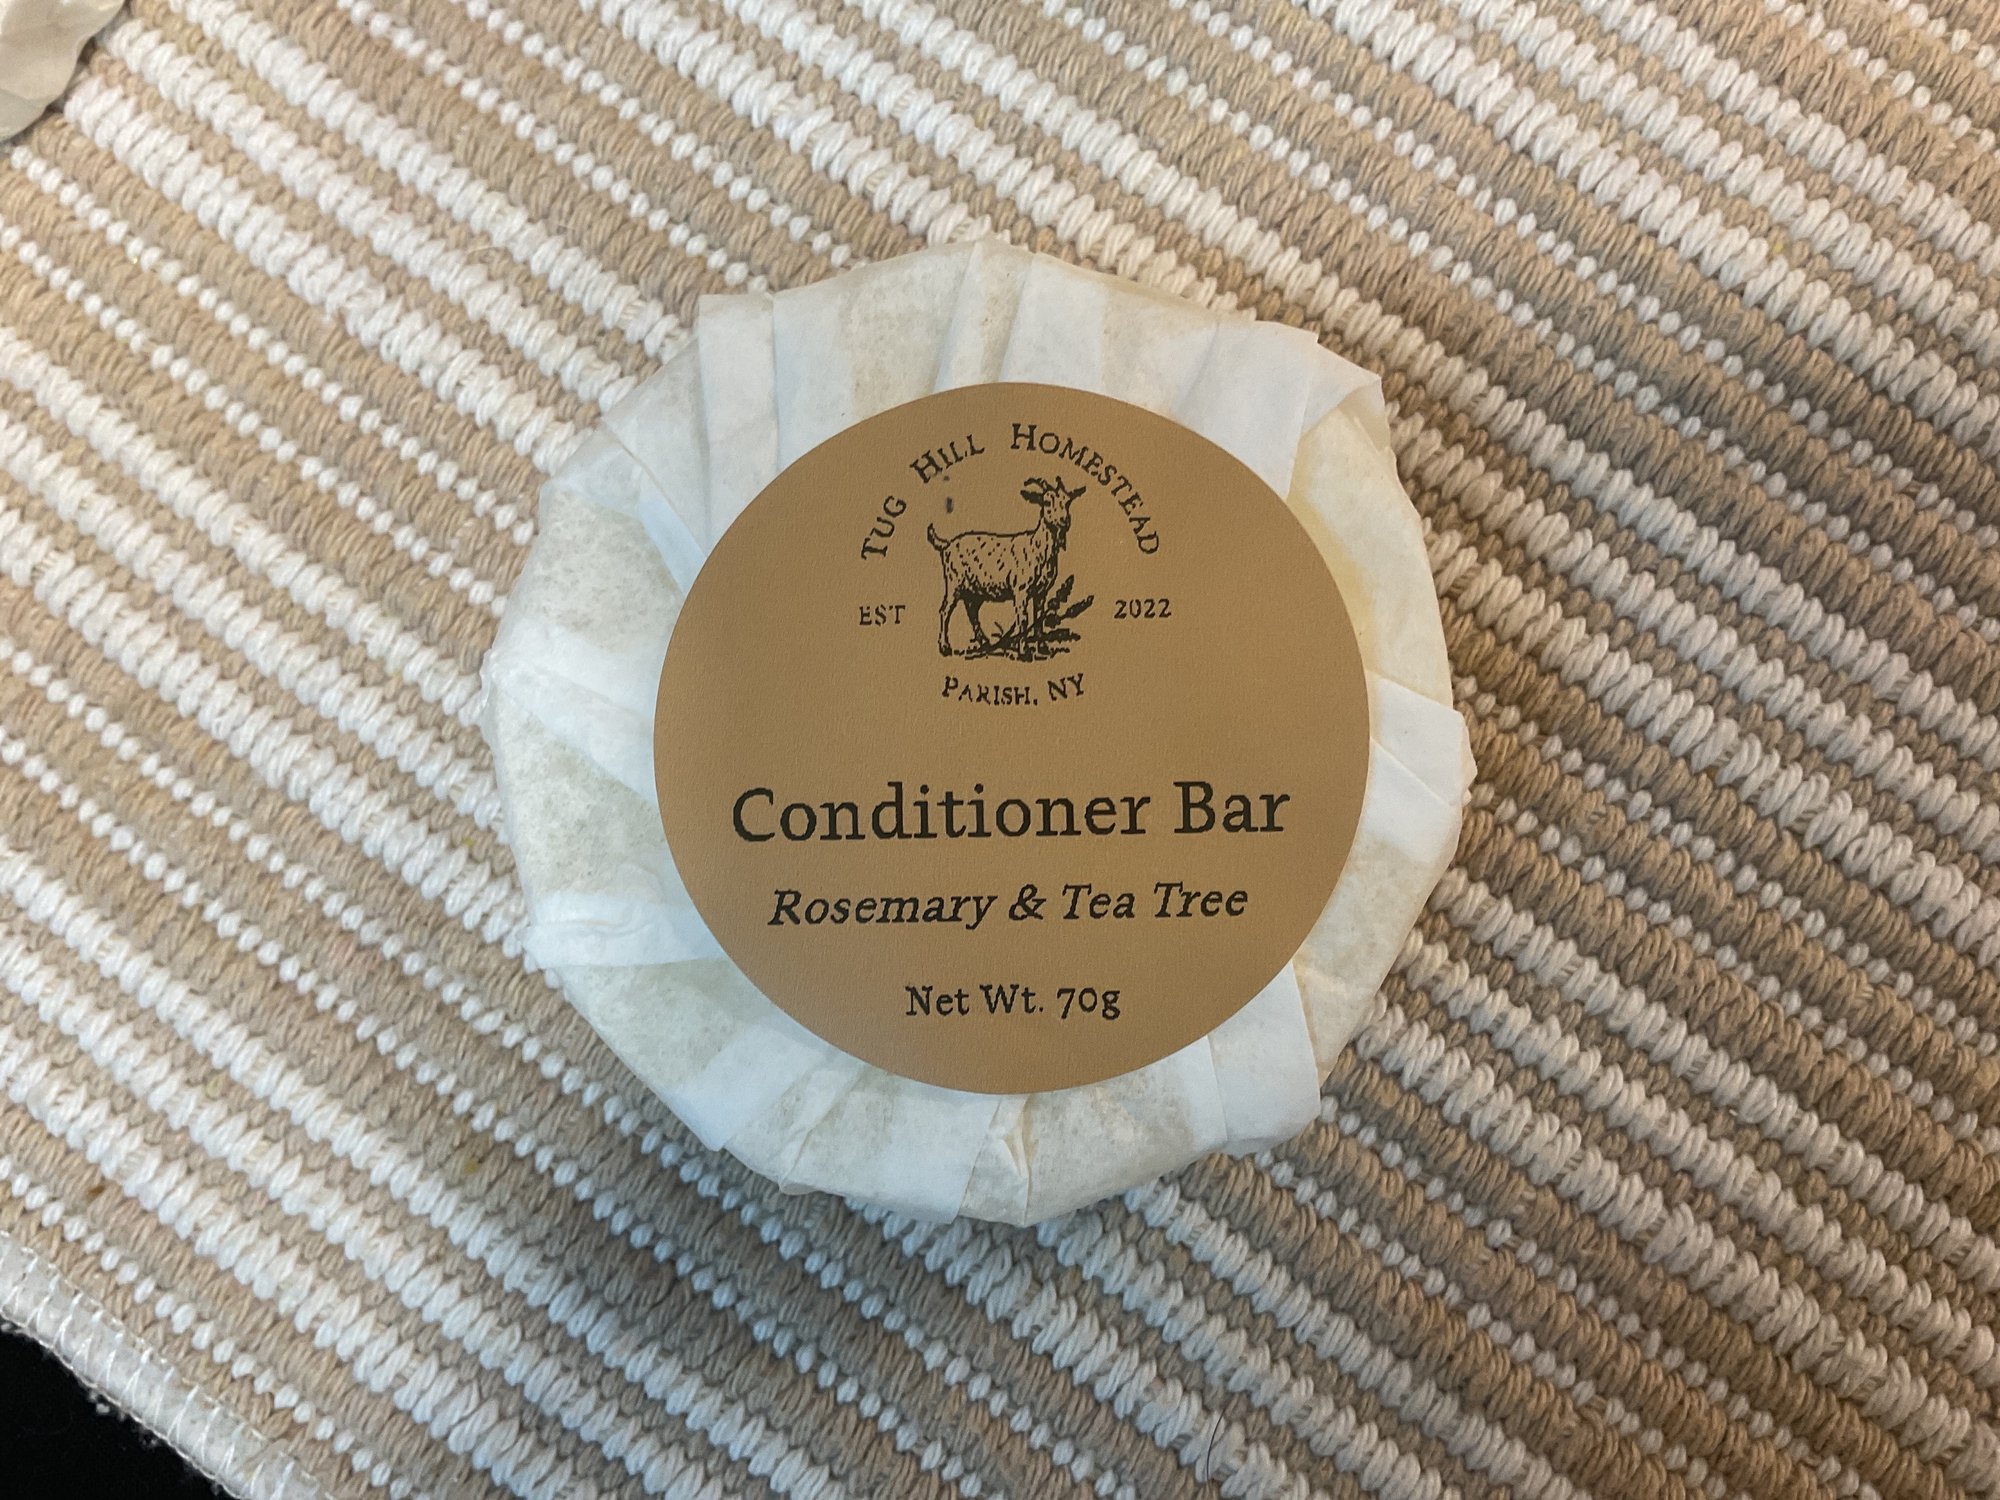 Tug Hill Homestead
Est 2022
Parish, NY
Conditioner Bar
Rosemary & Tea Tree
Net Wt. 70g